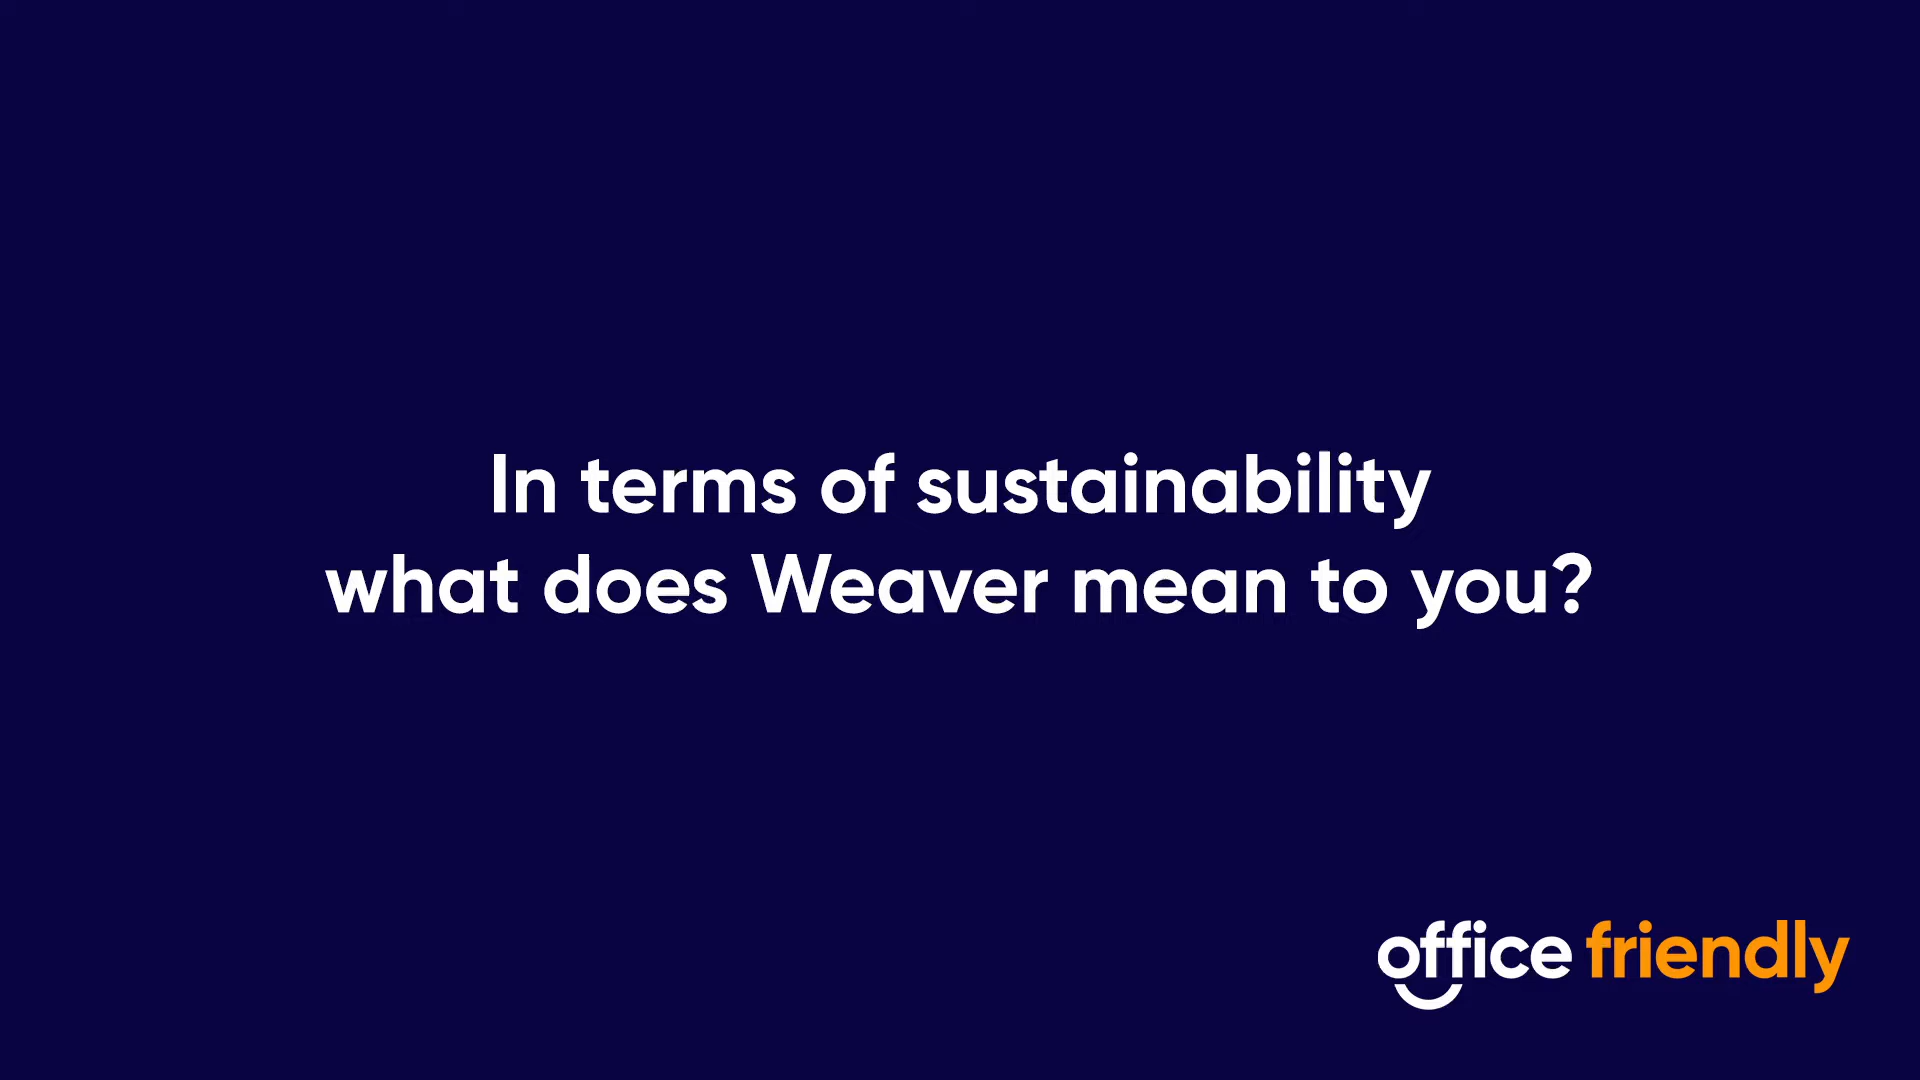 In terms of sustainability
what does Weaver mean to you?
office friendly